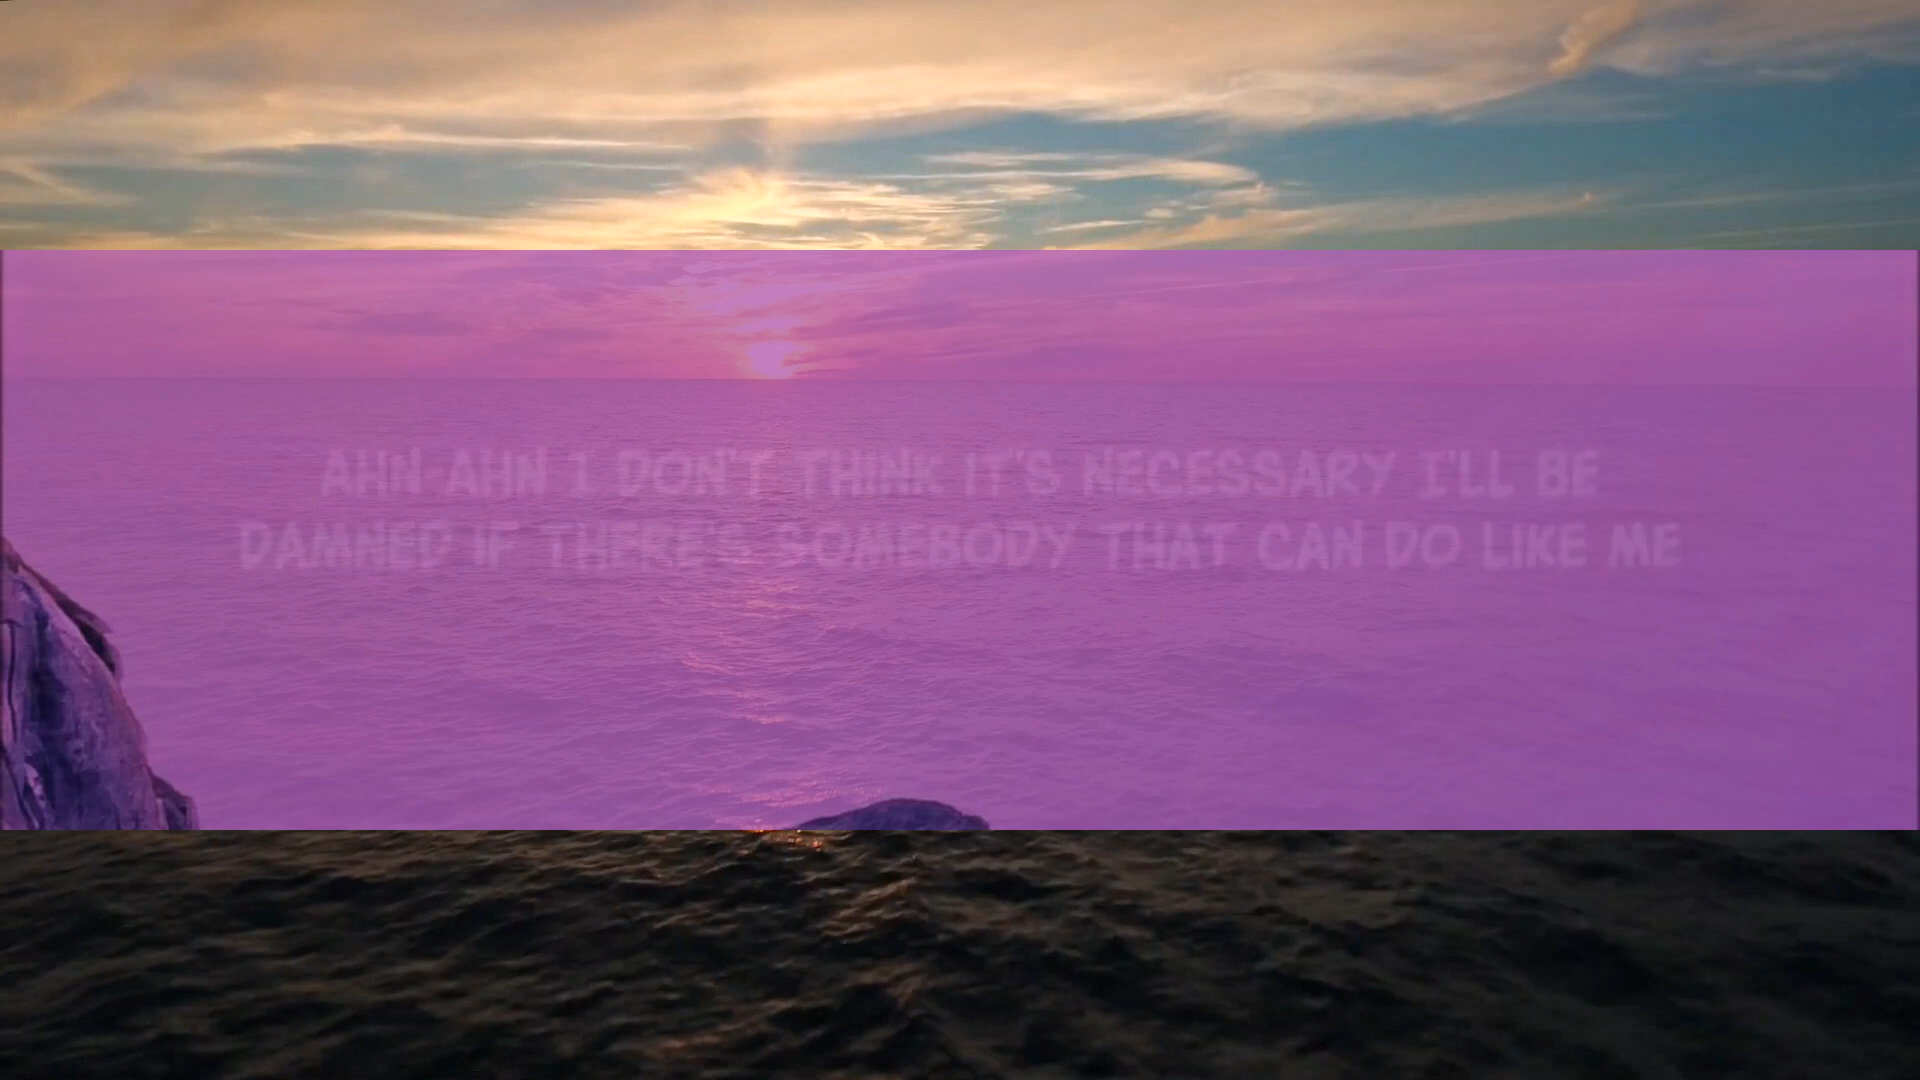 AHN-AHN I DON'T THINK IT'S NECESSARY I'LL BE
DAMNED IF THERE'S SOMEBODY THAT CAN DO LIKE ME